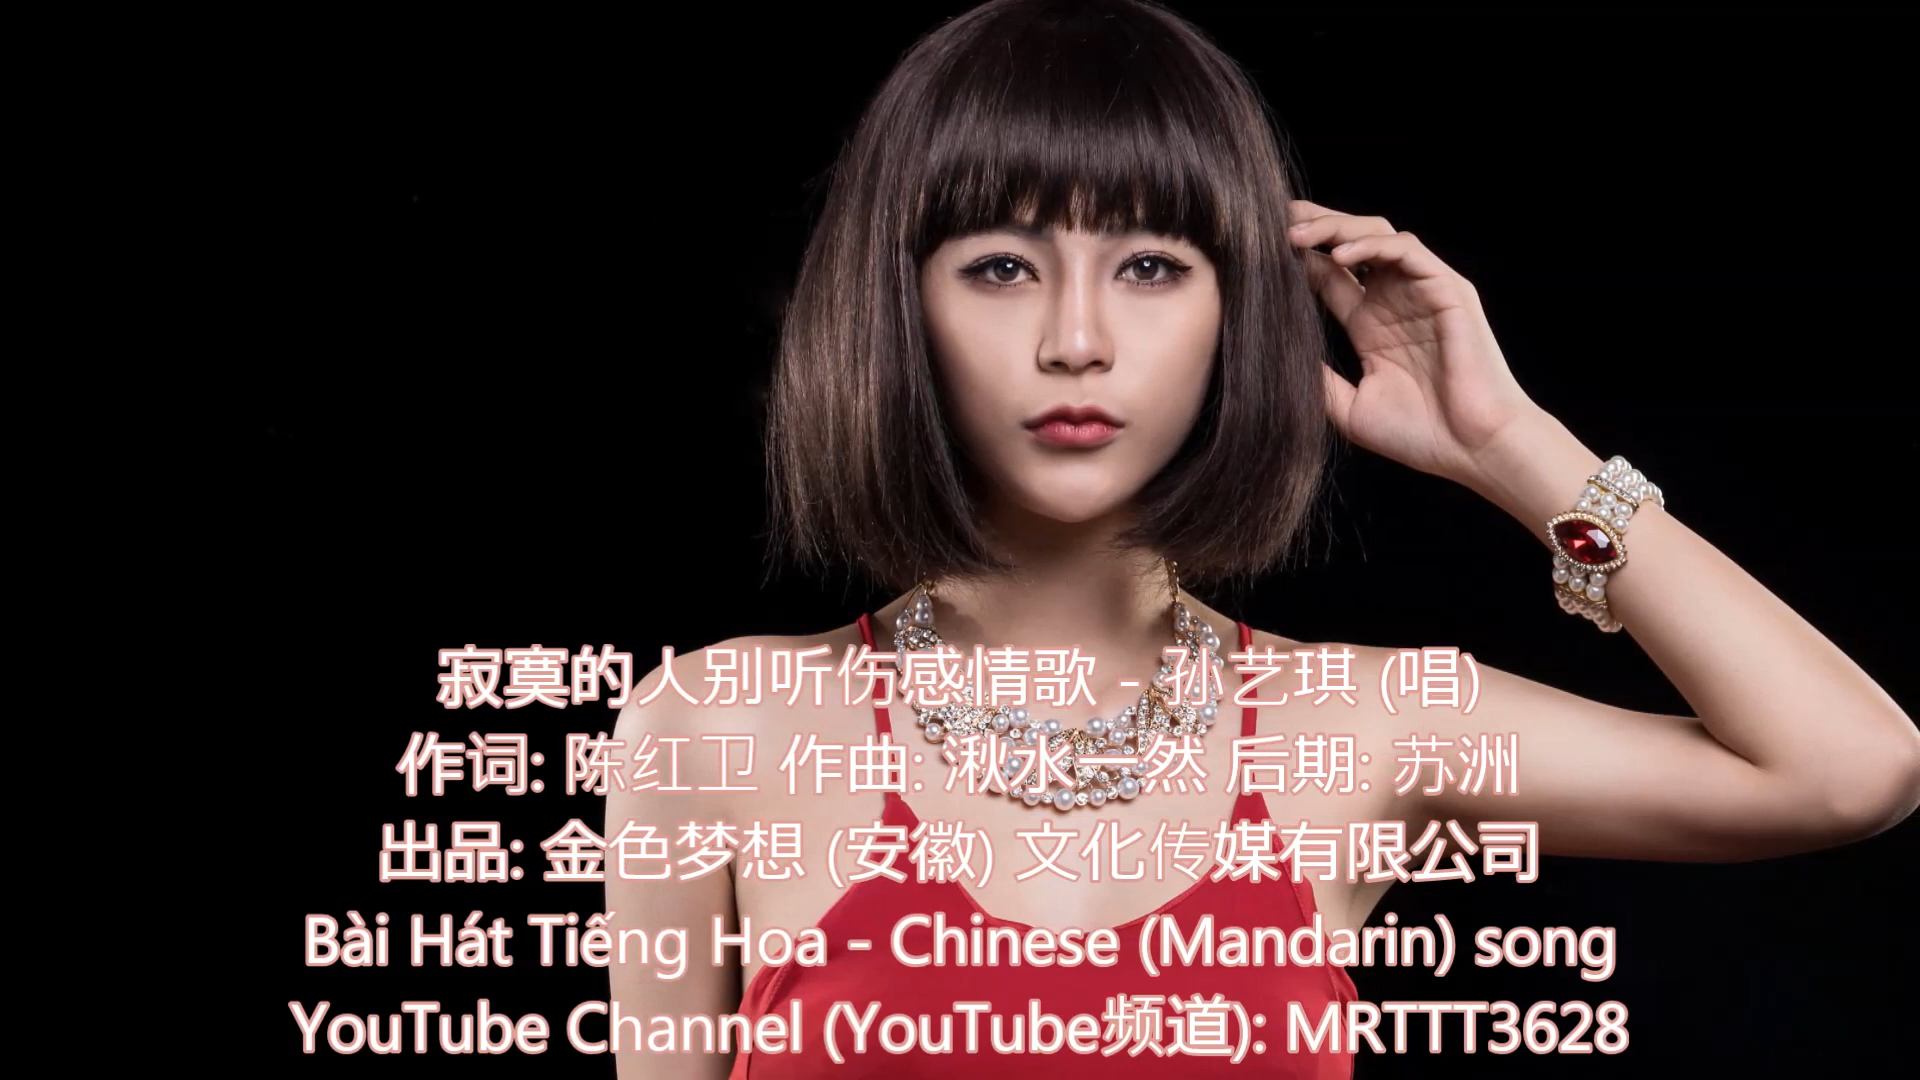 寂寞的人别听伤感情歌 - 孙艺琪 (唱)
作词: 陈红卫 作曲: 湫水一然 后期: 苏洲
出品: 金色梦想 (安徽) 文化传媒有限公司
Bài Hát Tiếng Hoa - Chinese (Mandarin) song
YouTube Channel (YouTube频道): MRTTT3628